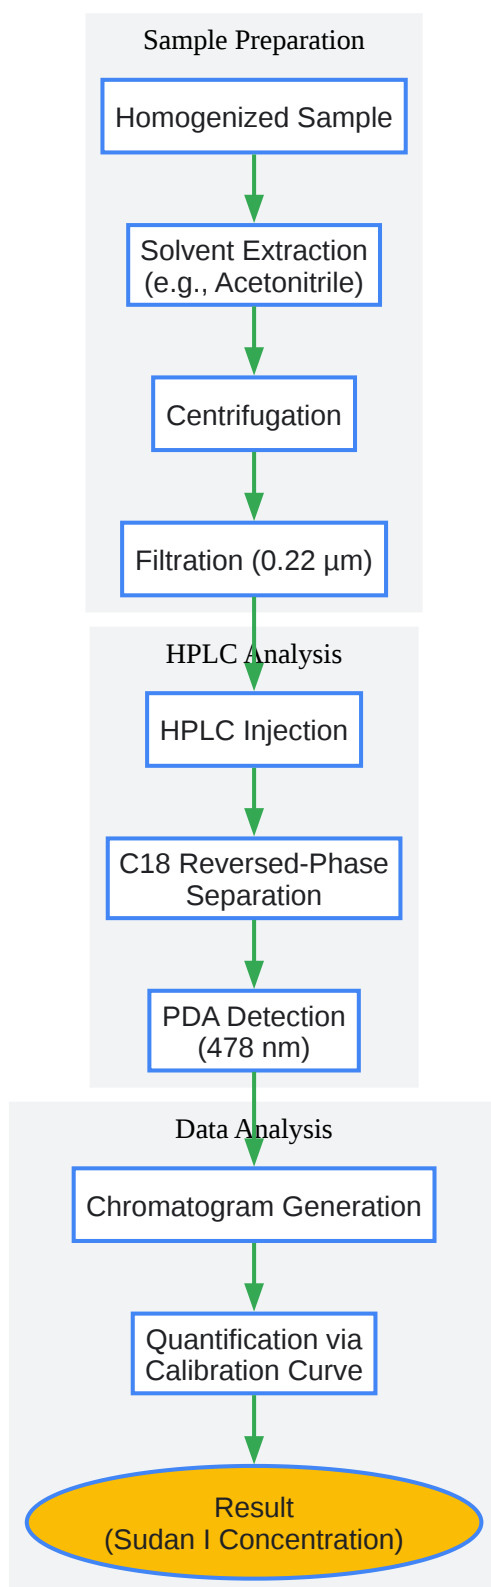 Sample Preparation
Homogenized Sample
Solvent Extraction
(e.g., Acetonitrile)
Centrifugation
Filtration (0.22 µm)
HPLC Analysis
HPLC Injection
C18 Reversed-Phase
Separation
PDA Detection
(478 nm)
Data Analysis
Chromatogram Generation
Quantification via
Calibration Curve
Result
(Sudan I Concentration)